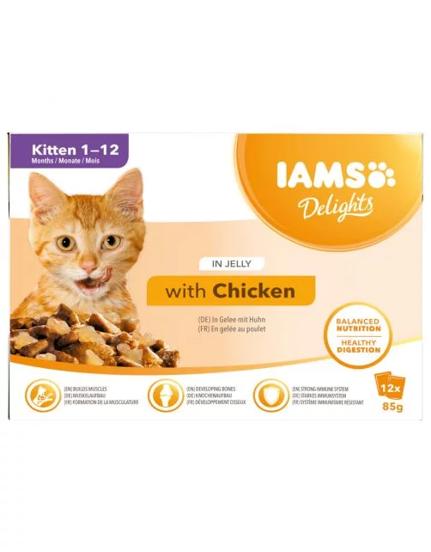 Kitten 1–12
Months / Monate / Mois
IAMS
Delights
IN JELLY
with Chicken
(DE) In Gelee mit Huhn
(FR) En gelée au poulet
BALANCED
NUTRITION
HEALTHY
DIGESTION
(EN) BUILDS MUSCLES
(DE) MUSKELAUFBAU
(FR) FORMATION DE LA MUSCULATURE
(EN) DEVELOPING BONES
(DE) KNOCHENAUFBAU
(FR) DÉVELOPPEMENT OSSEUX
(EN) STRONG IMMUNE SYSTEM
(DE) STARKES IMMUNSYSTEM
(FR) SYSTÈME IMMUNITAIRE RÉSISTANT
12x
85g